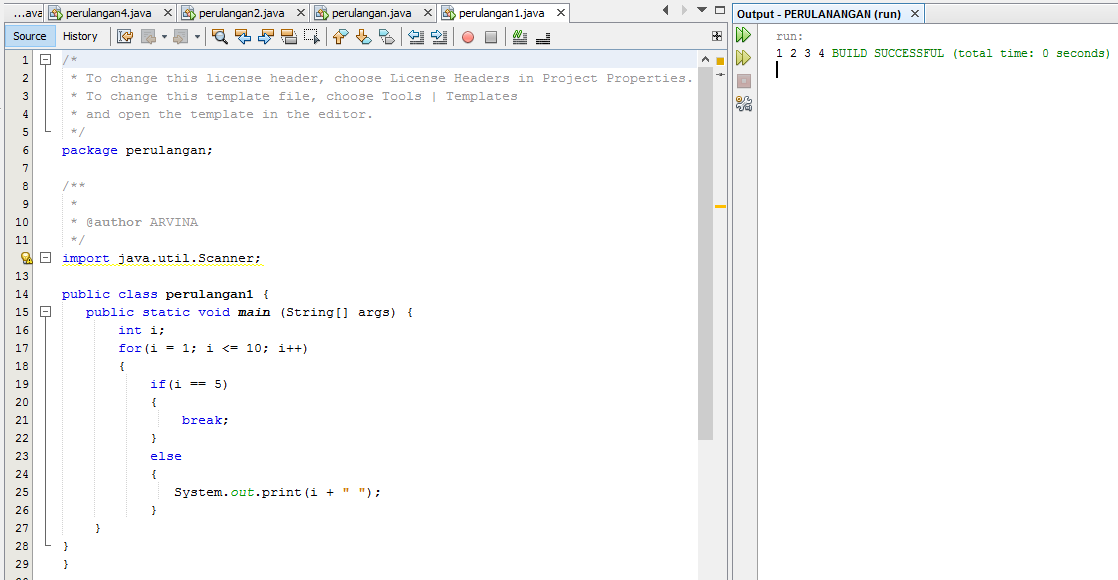 ...ava perulangan4.java perulangan2.java perulangan.java perulangan1.java
Source History
1 /*
2 * To change this license header, choose License Headers in Project Properties.
3 * To change this template file, choose Tools | Templates
4 * and open the template in the editor.
5 */
6 package perulangan;
7
8 /**
9 *
10 * @author ARVINA
11 */
import java.util.Scanner;
13
14 public class perulangan1 {
15 public static void main (String[] args) {
16 int i;
17 for(i = 1; i <= 10; i++)
18 {
19 if(i == 5)
20 {
21 break;
22 }
23 else
24 {
25 System.out.print(i + " ");
26 }
27 }
28 }
29 }
Output - PERULANANGAN (run)
run:
1 2 3 4 BUILD SUCCESSFUL (total time: 0 seconds)